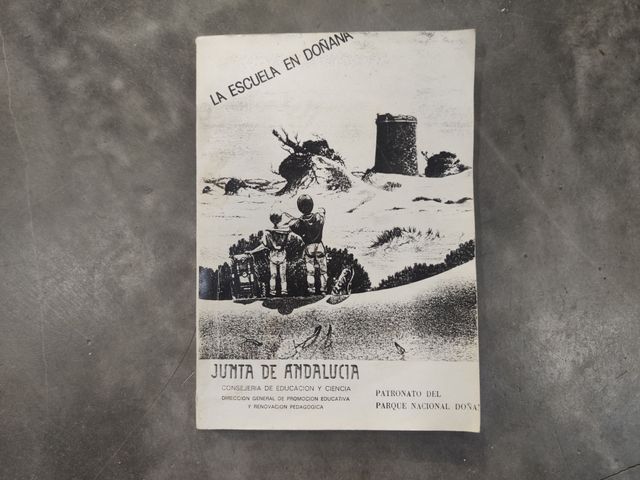 LA ESCUELA EN DOÑANA
JUNTA DE ANDALUCIA
CONSEJERIA DE EDUCACION Y CIENCIA
DIRECCION GENERAL DE PROMOCION EDUCATIVA
Y RENOVACION PEDAGOGICA
PATRONATO DEL
PARQUE NACIONAL DOÑA